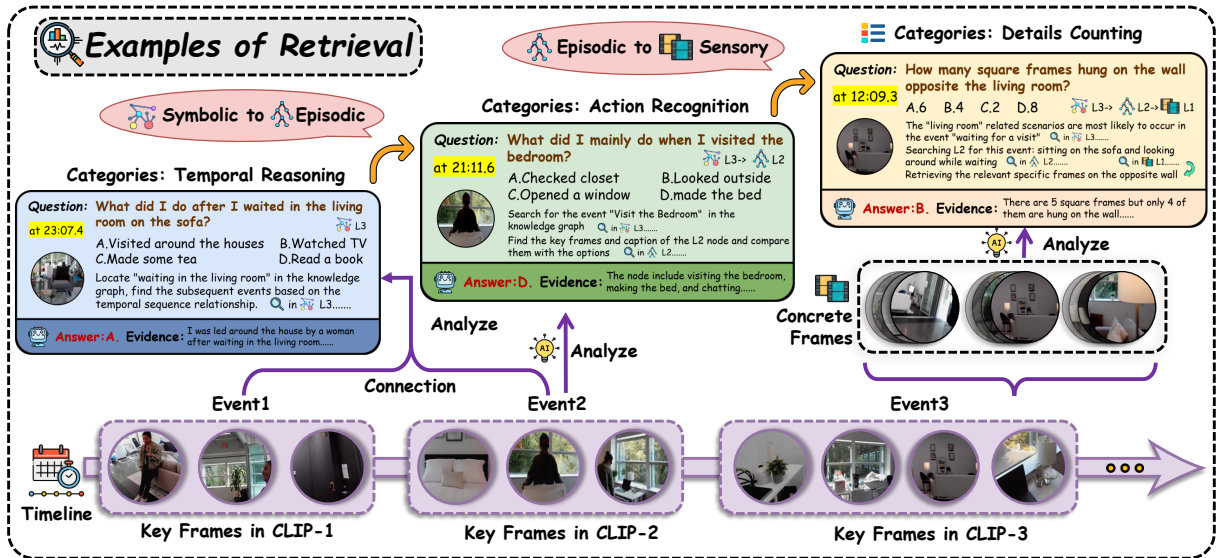 Examples of Retrieval
Symbolic to Episodic
Episodic to Sensory
Categories: Temporal Reasoning
Question: What did I do after I waited in the living
room on the sofa?
at 23:07.4
L3
A.Visited around the houses B.Watched TV
C.Made some tea D.Read a book
Locate "waiting in the living room" in the knowledge
graph, find the subsequent events based on the
temporal sequence relationship. in L3.......
Answer:A. Evidence: I was led around the house by a woman
after waiting in the living room......
Categories: Action Recognition
Question: What did I mainly do when I visited the
bedroom?
at 21:11.6
L3-> L2
A.Checked closet B.Looked outside
C.Opened a window D.made the bed
Search for the event "Visit the Bedroom" in the
knowledge graph in L3.......
Find the key frames and caption of the L2 node and compare
them with the options in L2.......
Answer:D. Evidence: The node include visiting the bedroom,
making the bed, and chatting......
Categories: Details Counting
Question: How many square frames hung on the wall
opposite the living room?
at 12:09.3
A.6 B.4 C.2 D.8 L3-> L2-> L1
The "living room" related scenarios are most likely to occur in
the event "waiting for a visit" in L3.......
Searching L2 for this event: sitting on the sofa and looking
around while waiting in L2....... in L1.......
Retrieving the relevant specific frames on the opposite wall
Answer:B. Evidence: There are 5 square frames but only 4 of
them are hung on the wall......
AI
Analyze
Concrete
Frames
Analyze
AI
Analyze
Connection
Event1
Event2
Event3
Timeline
Key Frames in CLIP-1
Key Frames in CLIP-2
Key Frames in CLIP-3